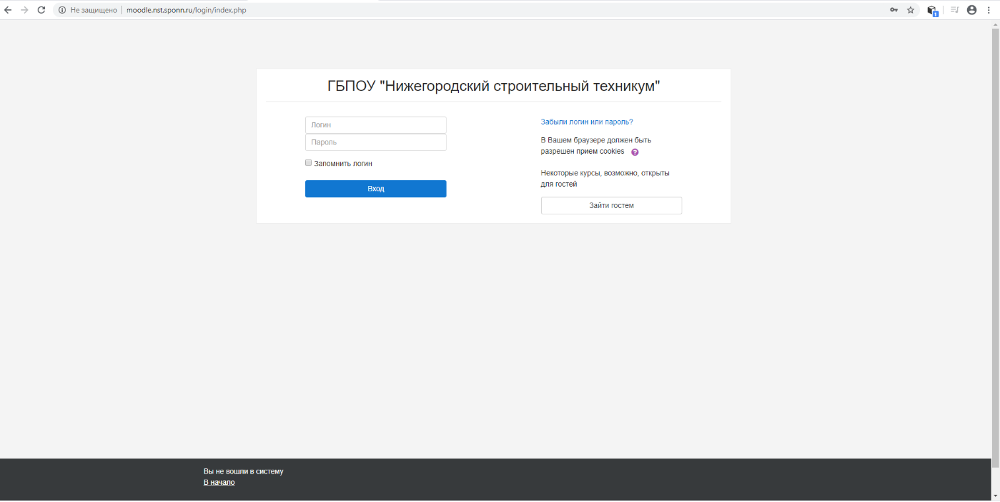 Не защищено | moodle.nst.sponn.ru/login/index.php
1
ГБПОУ "Нижегородский строительный техникум"
Логин
Пароль
Запомнить логин
Вход
Забыли логин или пароль?
В Вашем браузере должен быть
разрешен прием cookies ?
Некоторые курсы, возможно, открыты
для гостей
Зайти гостем
Вы не вошли в систему
В начало